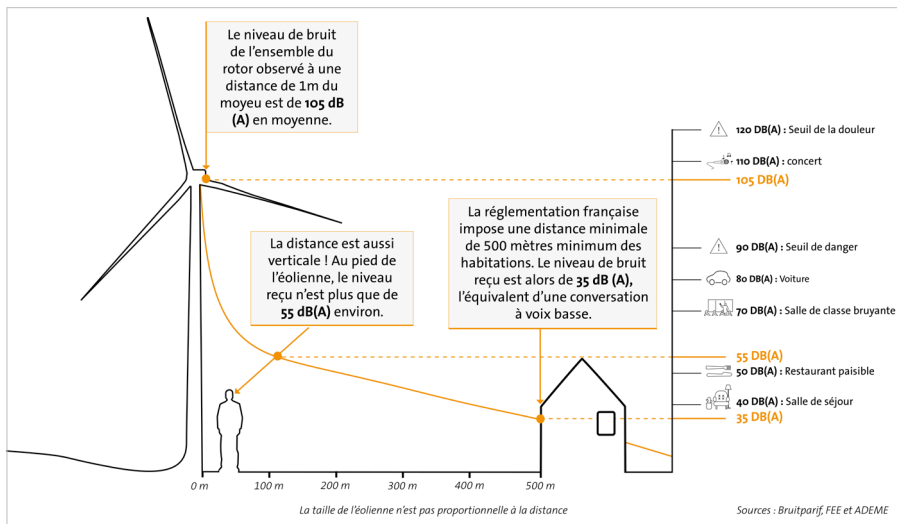 Le niveau de bruit
de l'ensemble du
rotor observé à une
distance de 1m du
moyeu est de 105 dB
(A) en moyenne.
La distance est aussi
verticale ! Au pied de
l'éolienne, le niveau
reçu n'est plus que de
55 dB(A) environ.
La réglementation française
impose une distance minimale
de 500 mètres minimum des
habitations. Le niveau de bruit
reçu est alors de 35 dB (A),
l'équivalent d'une conversation
à voix basse.
120 DB(A) : Seuil de la douleur
110 DB(A) : concert
105 DB(A)
90 DB(A) : Seuil de danger
80 DB(A) : Voiture
70 DB(A) : Salle de classe bruyante
55 DB(A)
50 DB(A) : Restaurant paisible
40 DB(A) : Salle de séjour
35 DB(A)
0 m 100 m 200 m 300 m 400 m 500 m
La taille de l'éolienne n'est pas proportionnelle à la distance
Sources : Bruitparif, FEE et ADEME